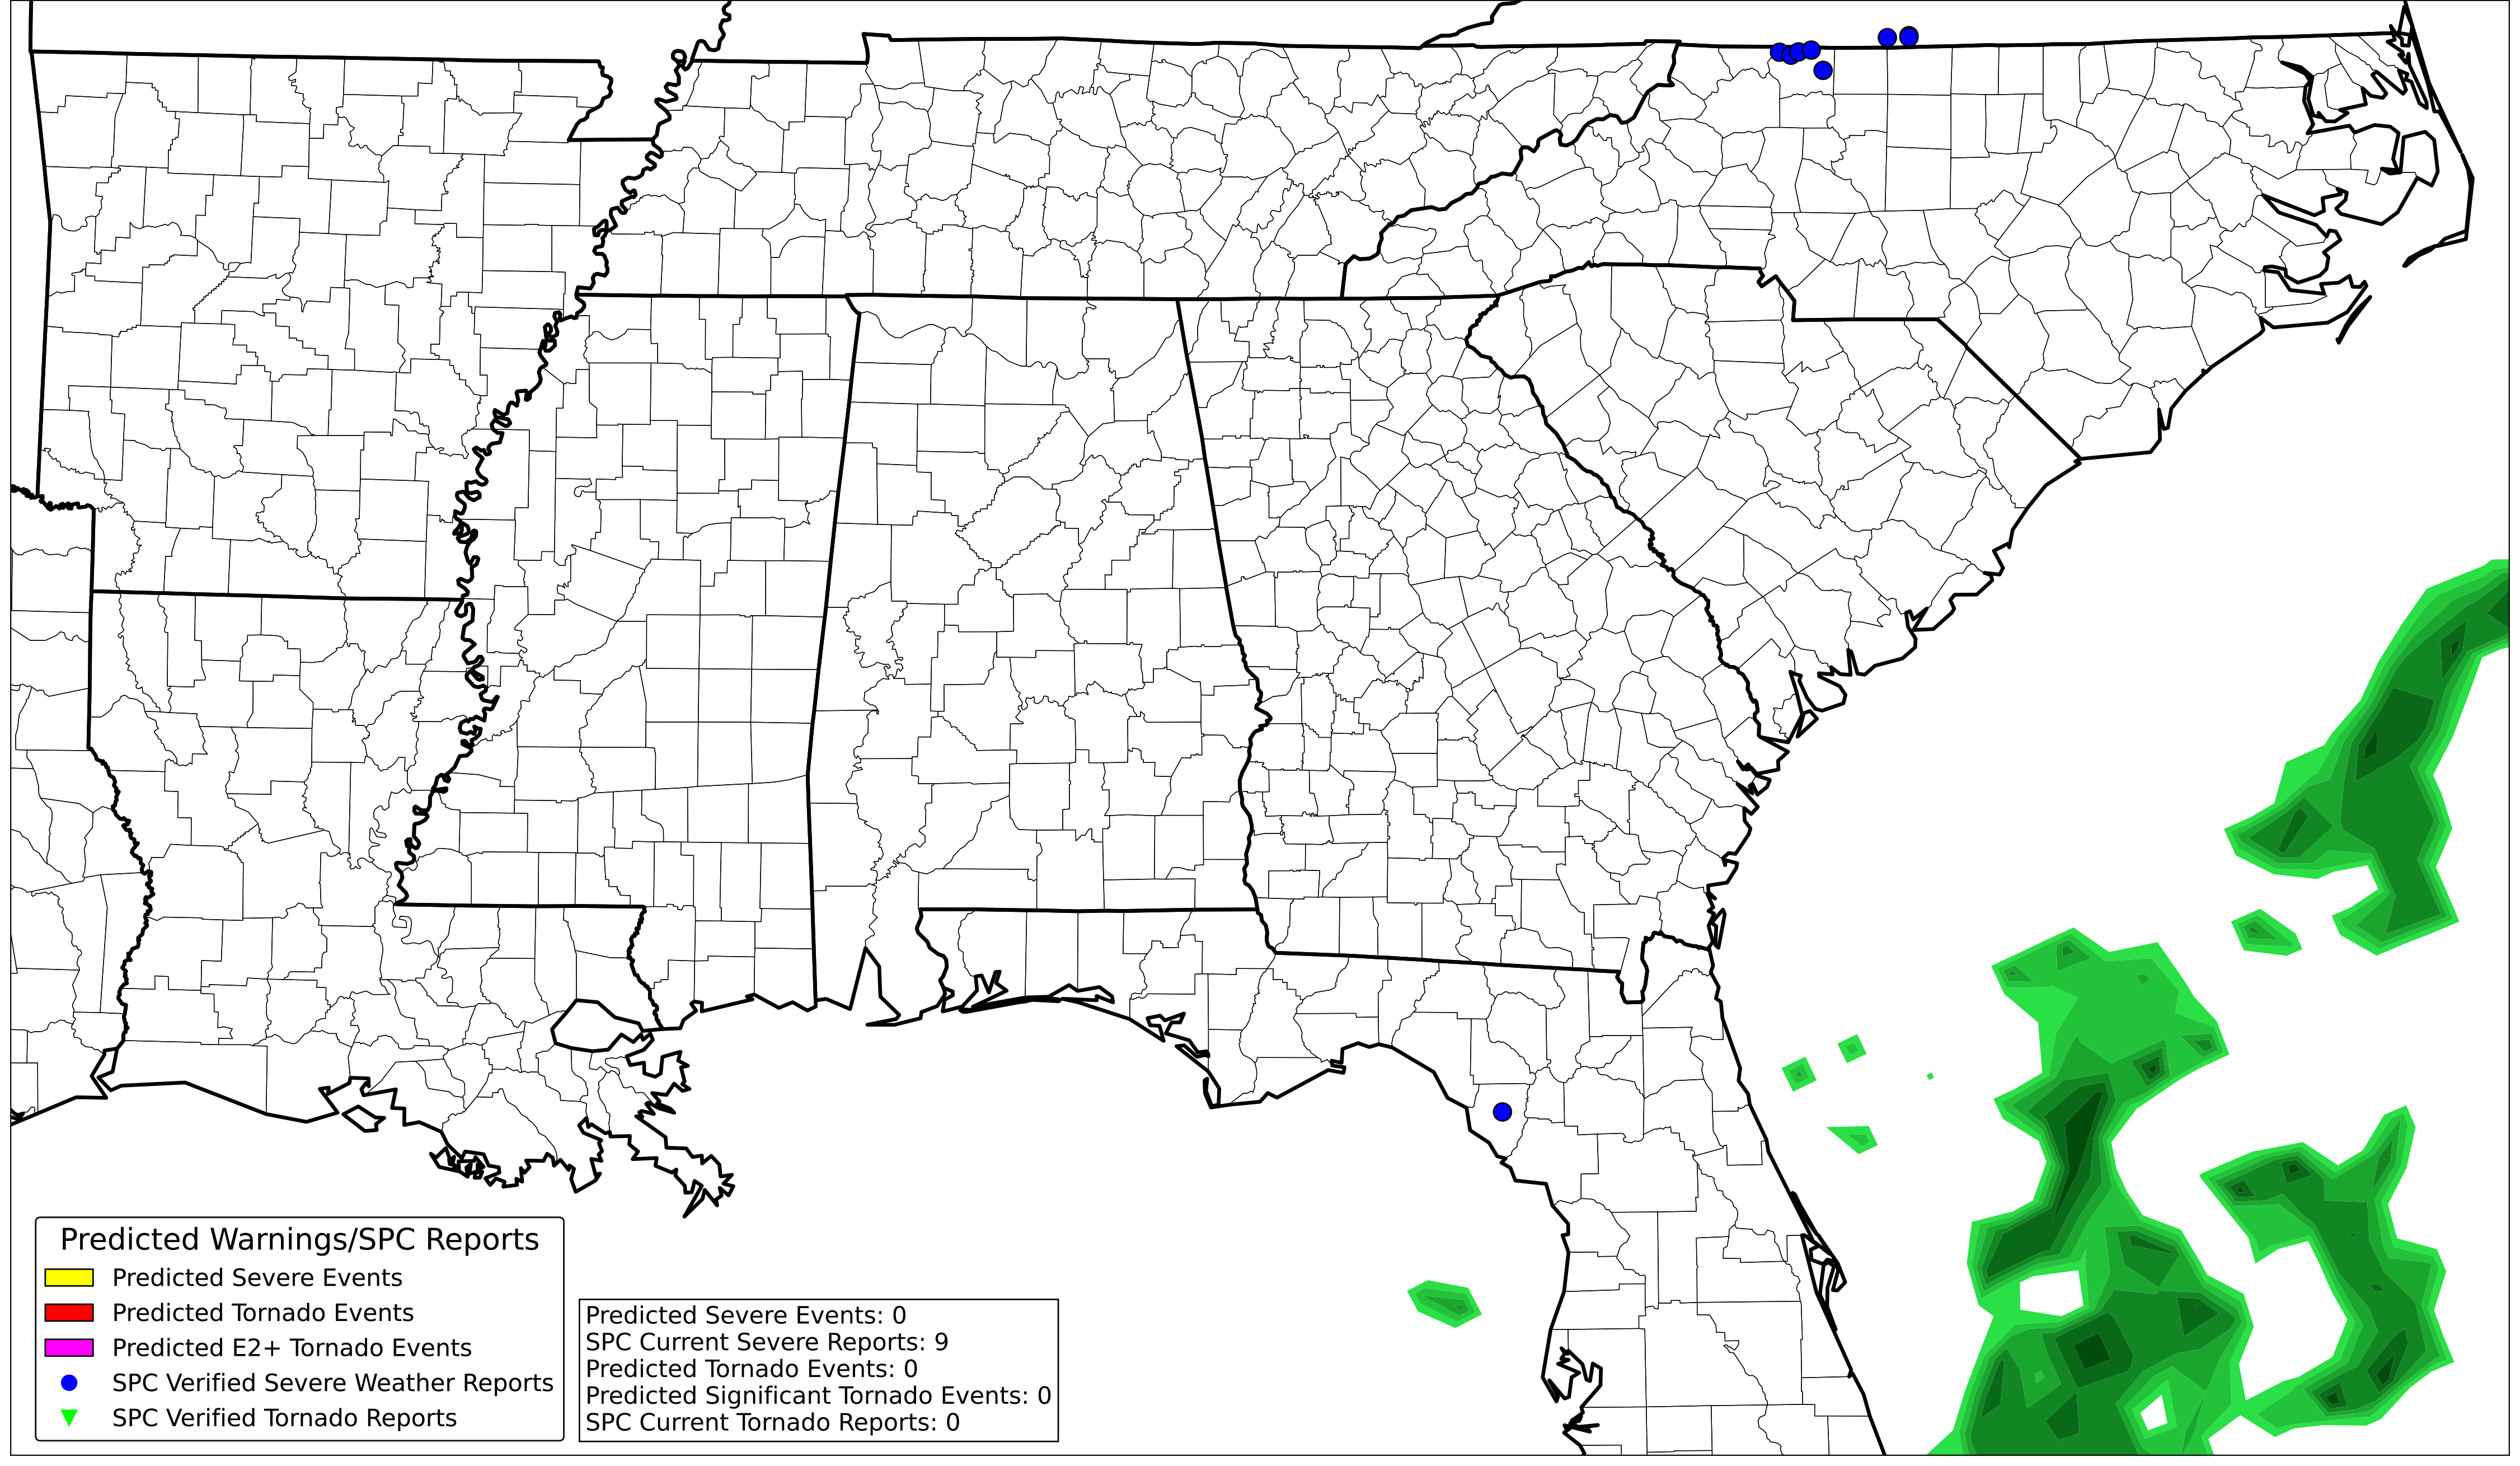 Predicted Warnings/SPC Reports
Predicted Severe Events
Predicted Tornado Events
Predicted E2+ Tornado Events
SPC Verified Severe Weather Reports
SPC Verified Tornado Reports
Predicted Severe Events: 0
SPC Current Severe Reports: 9
Predicted Tornado Events: 0
Predicted Significant Tornado Events: 0
SPC Current Tornado Reports: 0